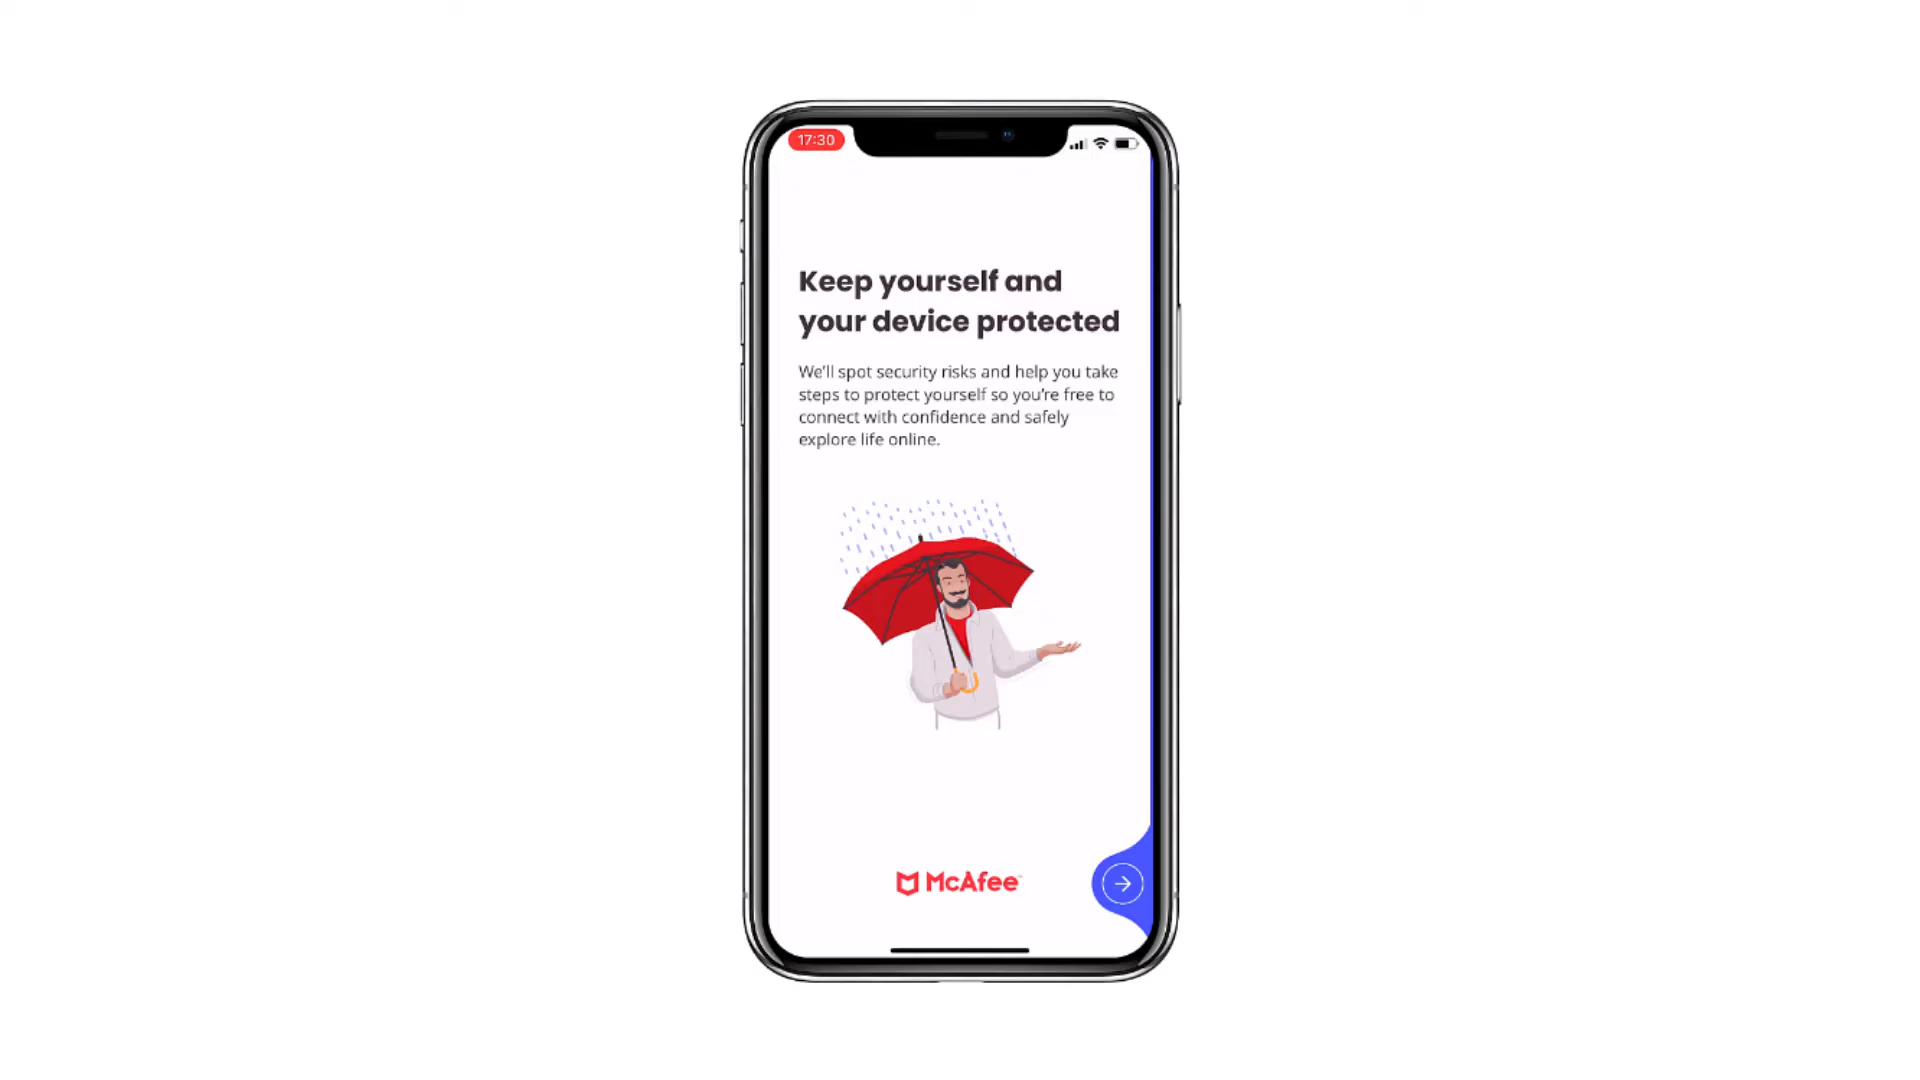 17:30
Keep yourself and
your device protected
We'll spot security risks and help you take
steps to protect yourself so you're free to
connect with confidence and safely
explore life online.
McAfee™